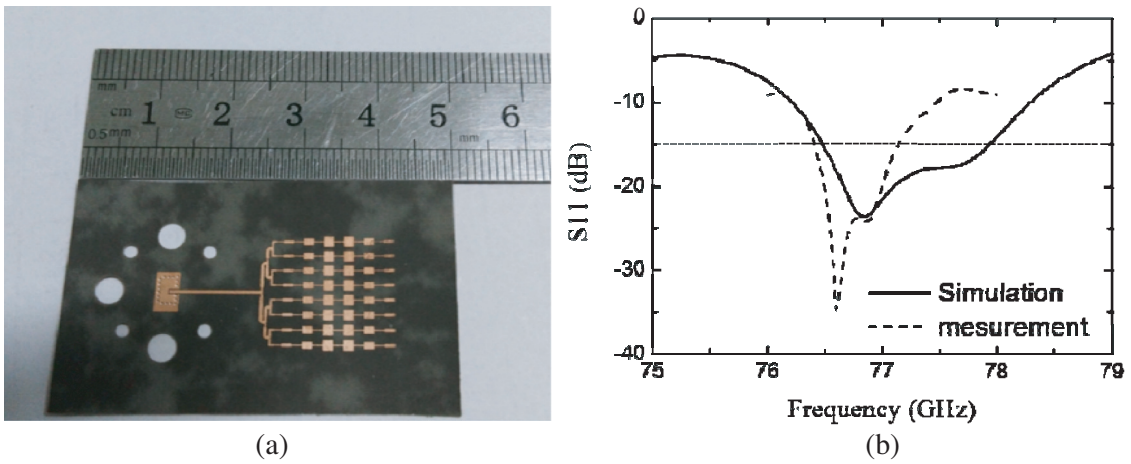 mm
cm 1 2 3 4 5 6
0.5mm mm
(a)
0
-10
-20
-30
-40
S11 (dB)
Simulation
mesurement
75 76 77 78 79
Frequency (GHz)
(b)